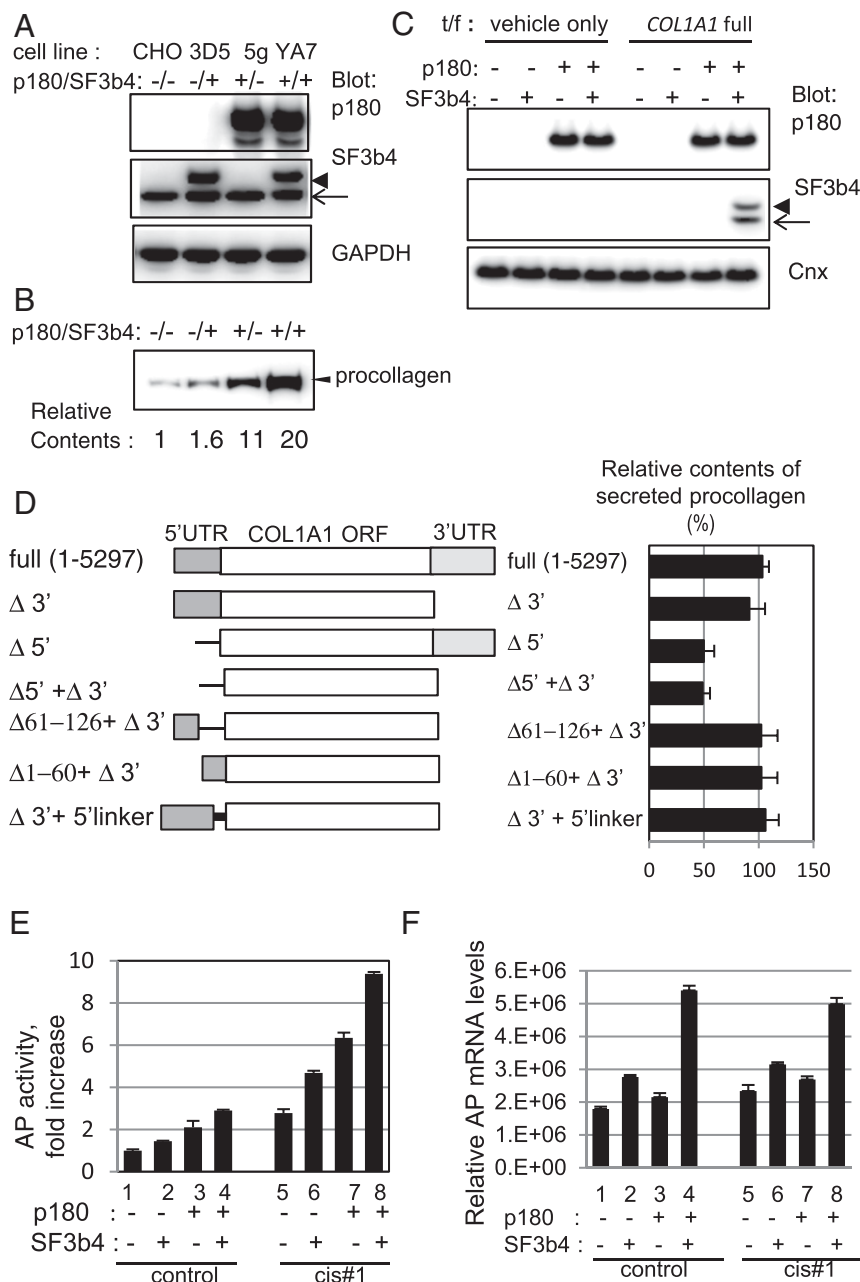 A
cell line : CHO 3D5 5g YA7
p180/SF3b4: -/- -/+ +/- +/+ Blot:
p180
SF3b4
GAPDH
B
p180/SF3b4: -/- -/+ +/- +/+
procollagen
Relative
Contents : 1 1.6 11 20
C
t/f : vehicle only COL1A1 full
p180: - - + + - - + +
SF3b4: - + - + - + - + Blot:
p180
SF3b4
Cnx
D
5'UTR COL1A1 ORF 3'UTR
full (1-5297)
Δ 3'
Δ 5'
Δ5' +Δ 3'
Δ61–126+ Δ 3'
Δ1–60+ Δ 3'
Δ 3'+ 5'linker
Relative contents of
secreted procollagen
(%)
full (1-5297)
Δ 3'
Δ 5'
Δ5' +Δ 3'
Δ61–126+ Δ 3'
Δ1–60+ Δ 3'
Δ 3' + 5'linker
0 50 100 150
E
AP activity,
fold increase
10
8
6
4
2
0
1 2 3 4 5 6 7 8
p180 : - - + + - - + +
SF3b4: - + - + - + - +
control cis#1
F
Relative AP mRNA levels
6.E+06
5.E+06
4.E+06
3.E+06
2.E+06
1.E+06
0.E+00
1 2 3 4 5 6 7 8
p180 : - - + + - - + +
SF3b4: - + - + - + - +
control cis#1